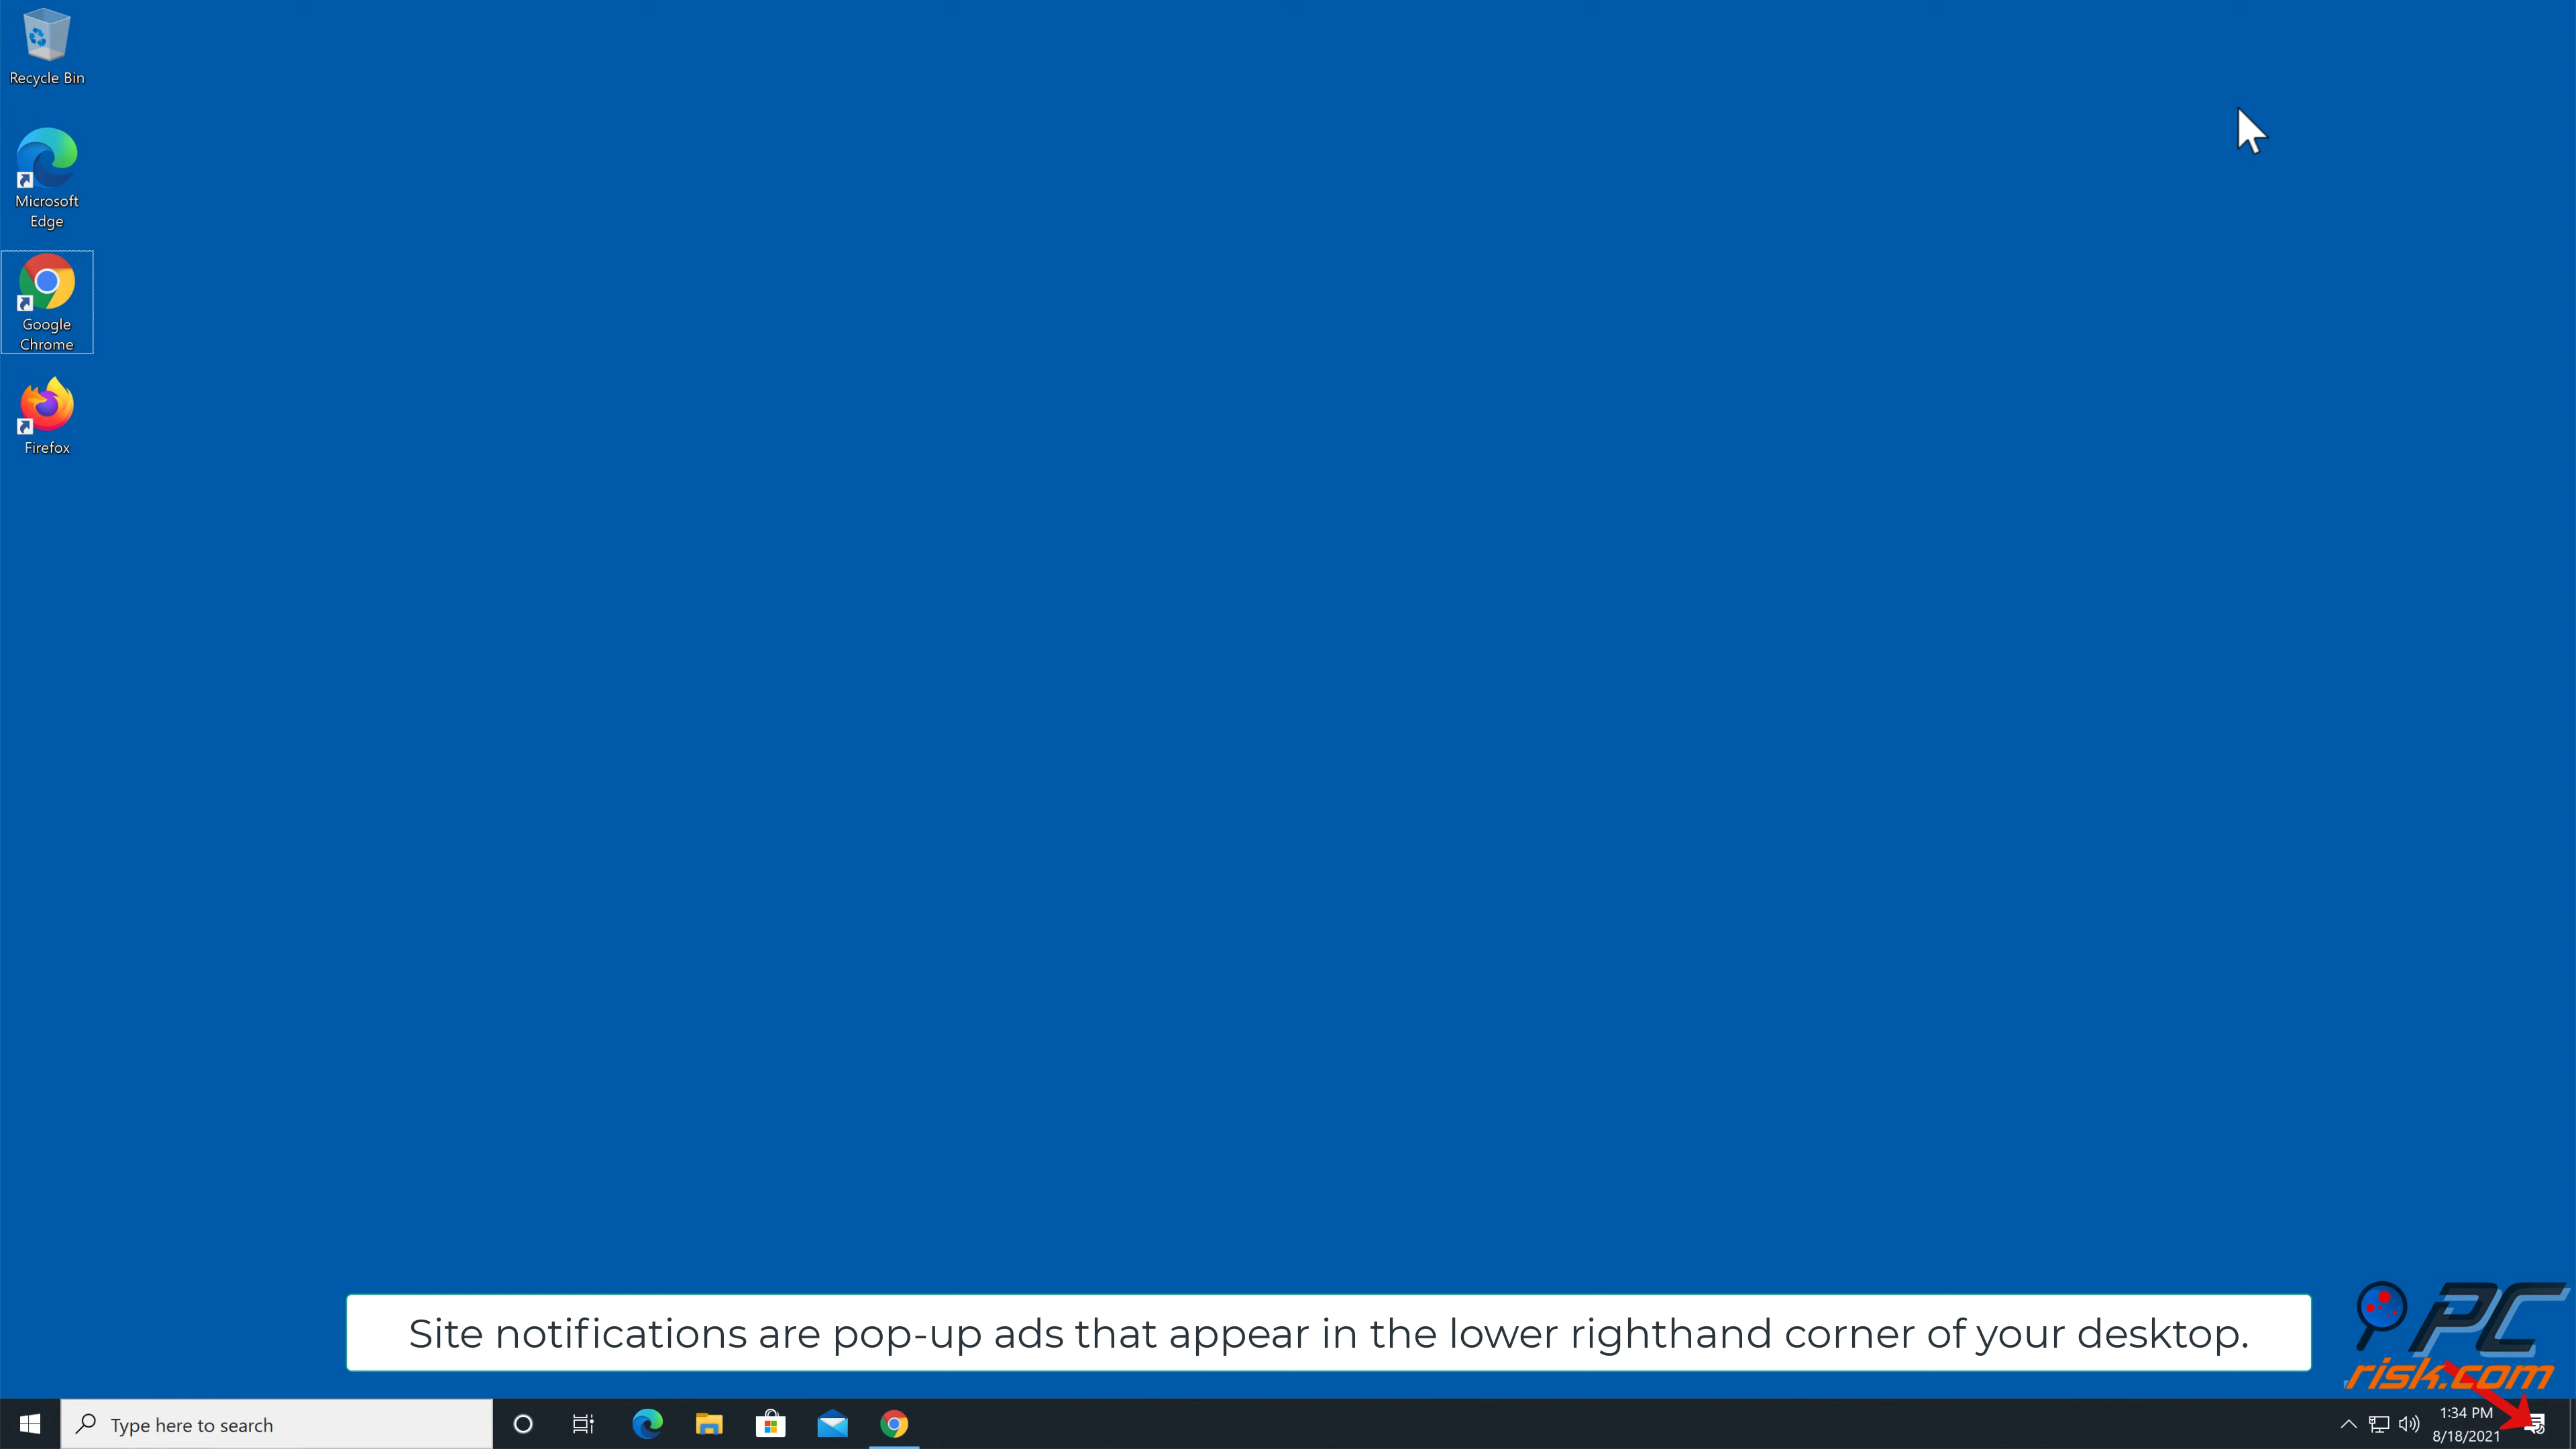 Recycle Bin
Microsoft
Edge
Google
Chrome
Firefox
Site notifications are pop-up ads that appear in the lower righthand corner of your desktop.
PC
risk.com
Type here to search
1:34 PM
8/18/2021